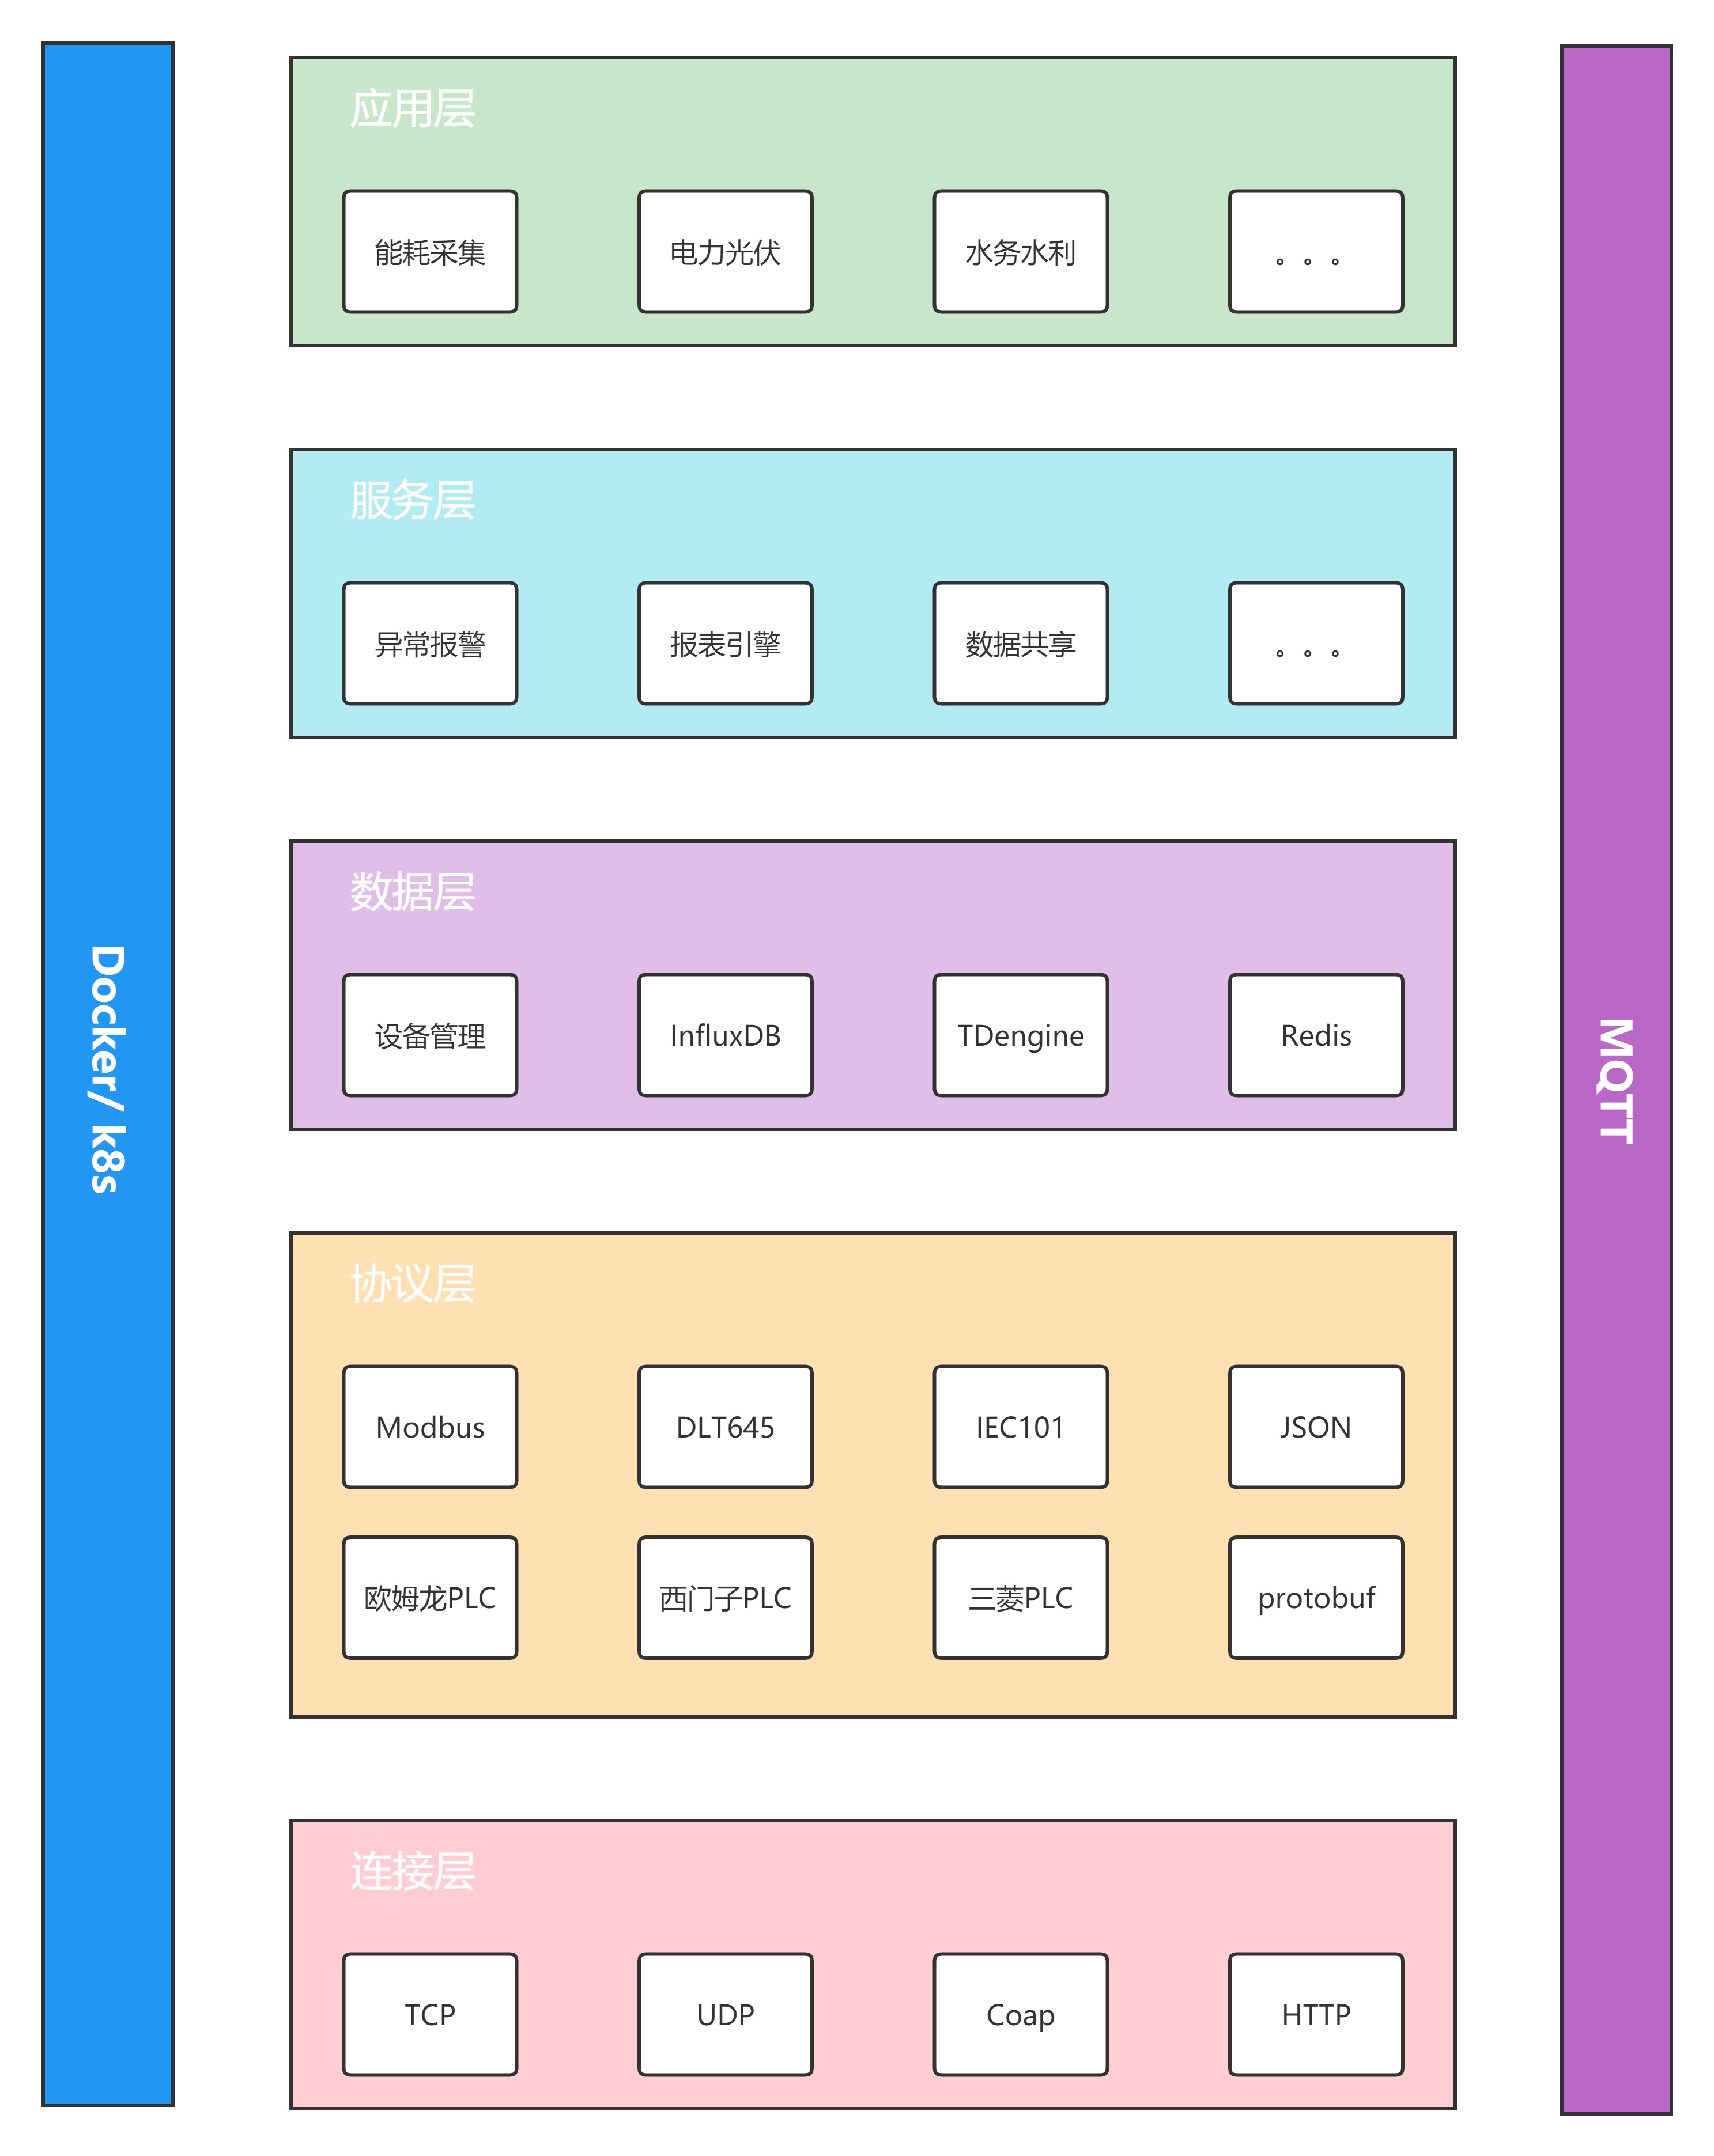 Docker/ k8s
应用层
能耗采集
电力光伏
水务水利
。。。
服务层
异常报警
报表引擎
数据共享
。。。
数据层
设备管理
InfluxDB
TDengine
Redis
协议层
Modbus
DLT645
IEC101
JSON
欧姆龙PLC
西门子PLC
三菱PLC
protobuf
连接层
TCP
UDP
Coap
HTTP
MQTT